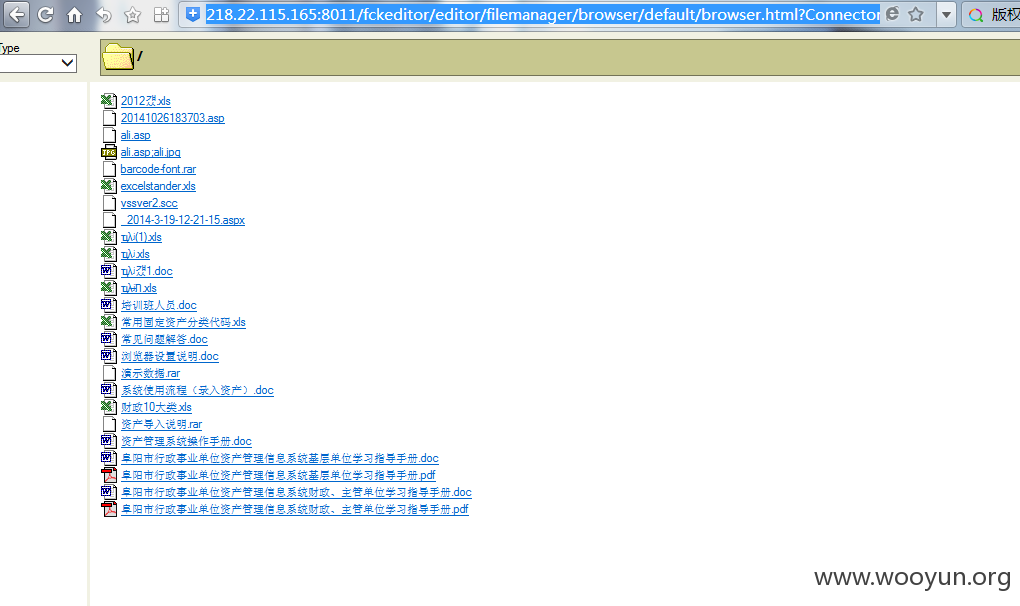 218.22.115.165:8011/fckeditor/editor/filemanager/browser/default/browser.html?Connector
版权
Type
/
2012
.xls
20141026183703.asp
ali.asp
ali.asp;ali.jpg
barcode-font.rar
excelstander.xls
vssver2.scc
_2014-3-19-12-21-15.aspx
(1).xls
.xls
1.doc
.xls
培训班人员.doc
常用固定资产分类代码.xls
常见问题解答.doc
浏览器设置说明.doc
演示数据.rar
系统使用流程（录入资产）.doc
财政10大类.xls
资产导入说明.rar
资产管理系统操作手册.doc
阜阳市行政事业单位资产管理信息系统基层单位学习指导手册.doc
阜阳市行政事业单位资产管理信息系统基层单位学习指导手册.pdf
阜阳市行政事业单位资产管理信息系统财政、主管单位学习指导手册.doc
阜阳市行政事业单位资产管理信息系统财政、主管单位学习指导手册.pdf
www.wooyun.org